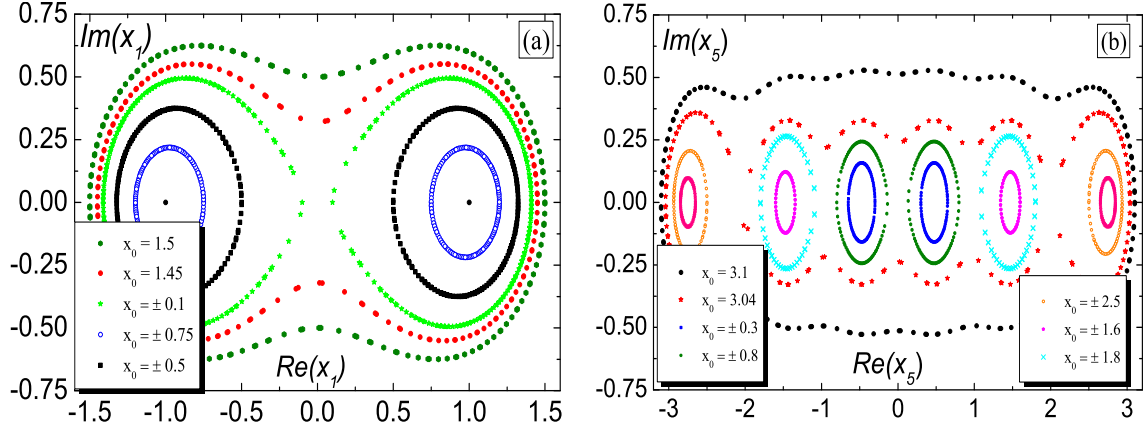 0.75
0.50
0.25
0.00
-0.25
-0.50
-0.75
Im(x₁)
(a)
x₀ = 1.5
x₀ = 1.45
x₀ = ± 0.1
x₀ = ± 0.75
x₀ = ± 0.5
Re(x₁)
-1.5 -1.0 -0.5 0.0 0.5 1.0 1.5
0.75
0.50
0.25
0.00
-0.25
-0.50
-0.75
Im(x₅)
(b)
x₀ = 3.1
x₀ = 3.04
x₀ = ± 0.3
x₀ = ± 0.8
x₀ = ± 2.5
x₀ = ± 1.6
x₀ = ± 1.8
Re(x₅)
-3 -2 -1 0 1 2 3